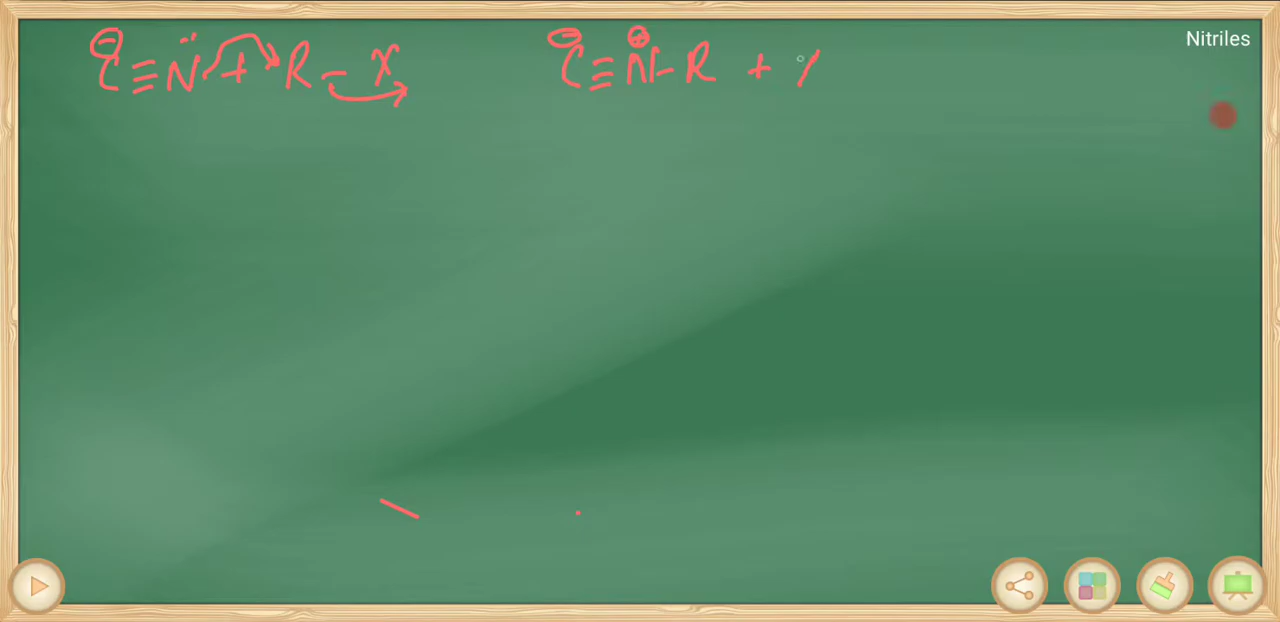 Nitriles
⊖C≡N̈ + R – X    ⊖C≡N⊕–R +